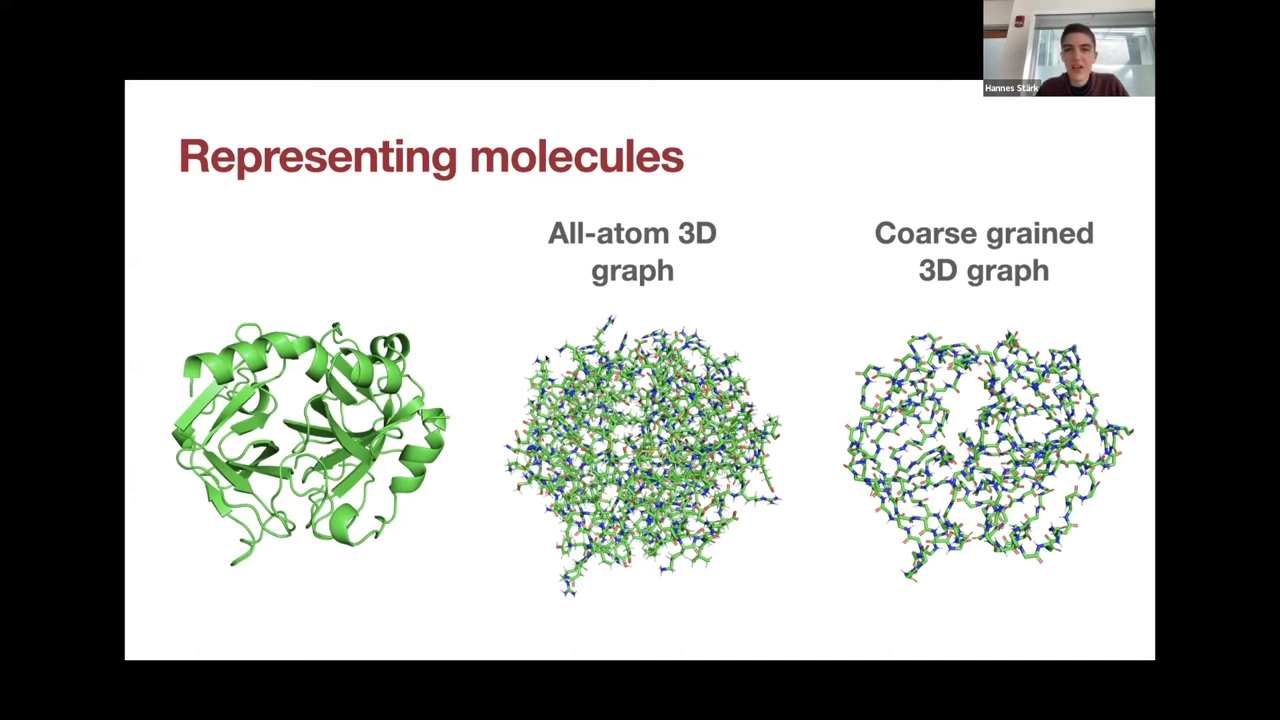 Hannes Stärk
Representing molecules
All-atom 3D
graph
Coarse grained
3D graph